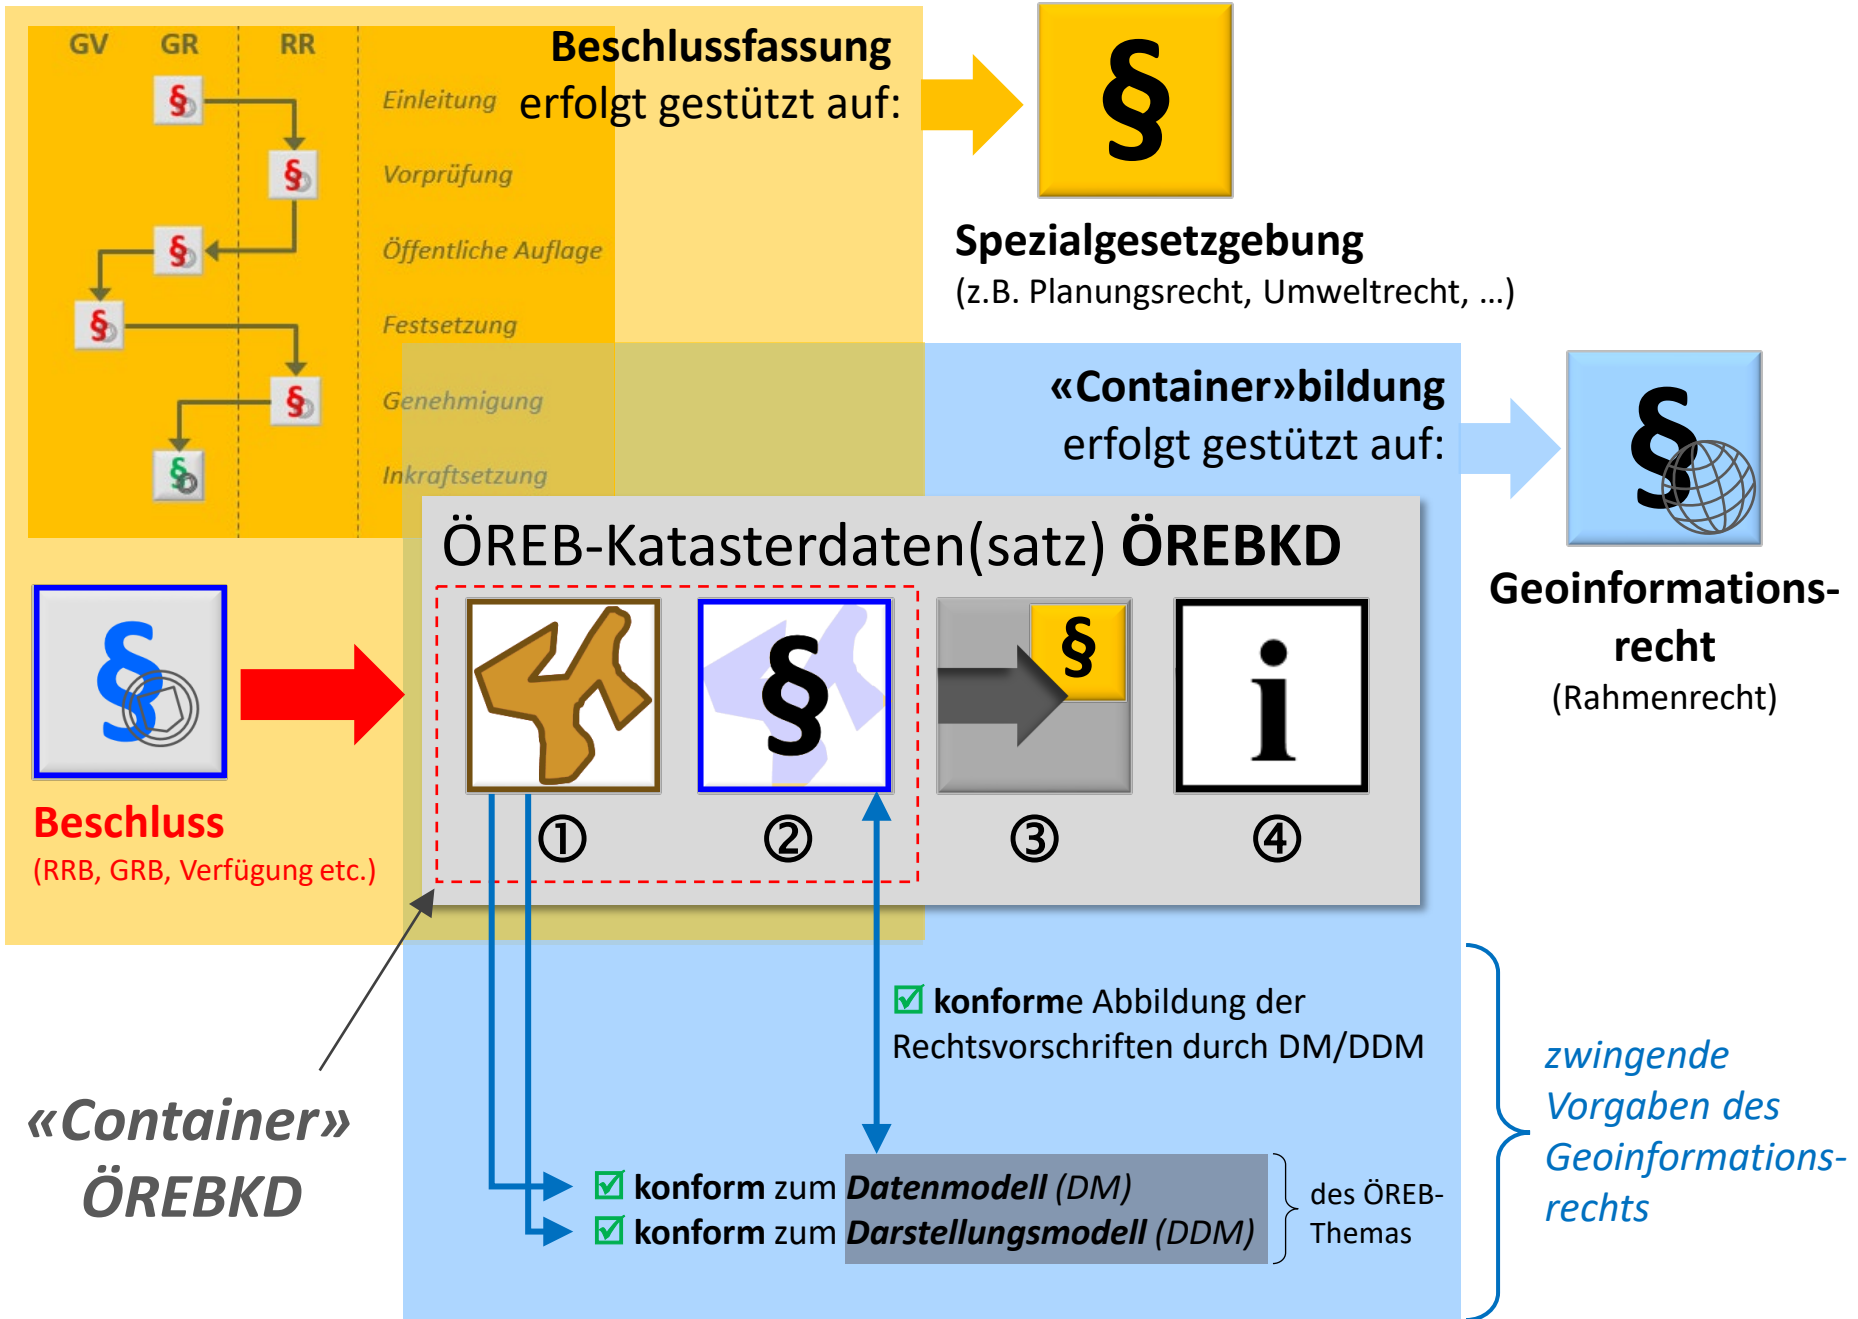 GV GR RR
Einleitung
Vorprüfung
Öffentliche Auflage
Festsetzung
Genehmigung
Inkraftsetzung
Beschlussfassung
erfolgt gestützt auf:
§
Spezialgesetzgebung
(z.B. Planungsrecht, Umweltrecht, ...)
«Container»bildung
erfolgt gestützt auf:
§
Geoinformations-
recht
(Rahmenrecht)
ÖREB-Katasterdaten(satz) ÖREBKD
§ § i
① ② ③ ④
§
Beschluss
(RRB, GRB, Verfügung etc.)
«Container»
ÖREBKD
☑ konforme Abbildung der
Rechtsvorschriften durch DM/DDM
☑ konform zum Datenmodell (DM)
☑ konform zum Darstellungsmodell (DDM)
des ÖREB-
Themas
zwingende
Vorgaben des
Geoinformations-
rechts